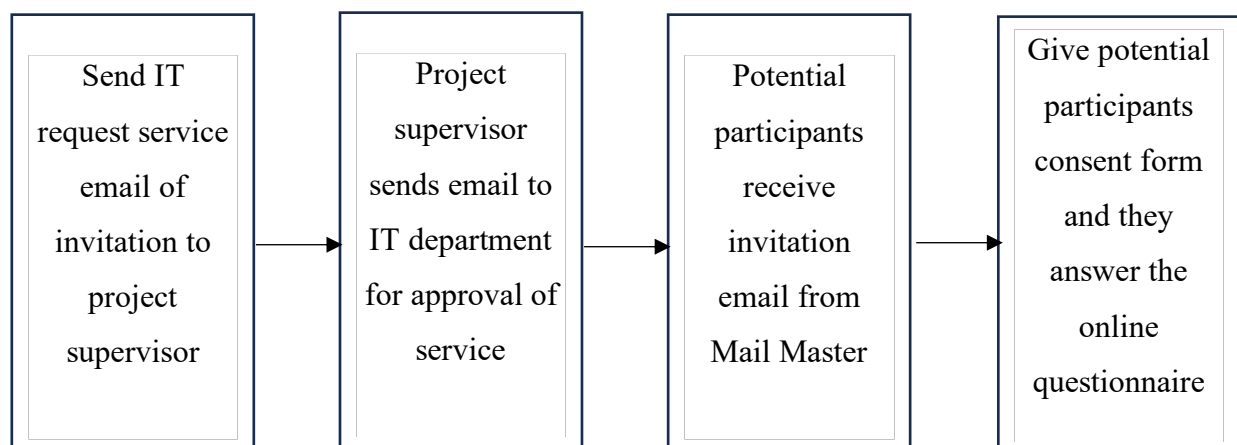 Send IT
request service
email of
invitation to
project
supervisor
Project
supervisor
sends email to
IT department
for approval of
service
Potential
participants
receive
invitation
email from
Mail Master
Give potential
participants
consent form
and they
answer the
online
questionnaire